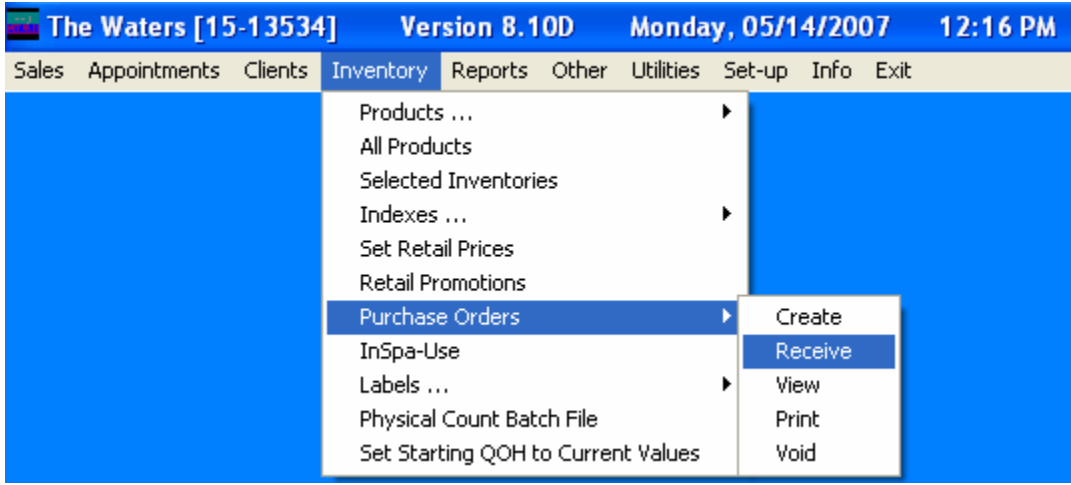 The Waters [15-13534] Version 8.10D Monday, 05/14/2007 12:16 PM
Sales Appointments Clients Inventory Reports Other Utilities Set-up Info Exit
Products ...
All Products
Selected Inventories
Indexes ...
Set Retail Prices
Retail Promotions
Purchase Orders
InSpa-Use
Labels ...
Physical Count Batch File
Set Starting QOH to Current Values
Create
Receive
View
Print
Void